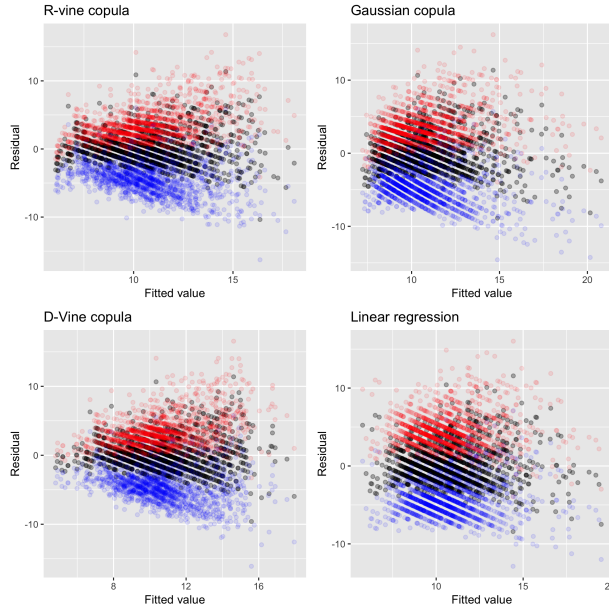 R-vine copula
Gaussian copula
10
0
-10
Residual
10
15
Fitted value
10
0
-10
Residual
10
15
20
Fitted value
D-Vine copula
Linear regression
10
0
-10
Residual
8
12
16
Fitted value
10
0
-10
Residual
10
15
20
Fitted value